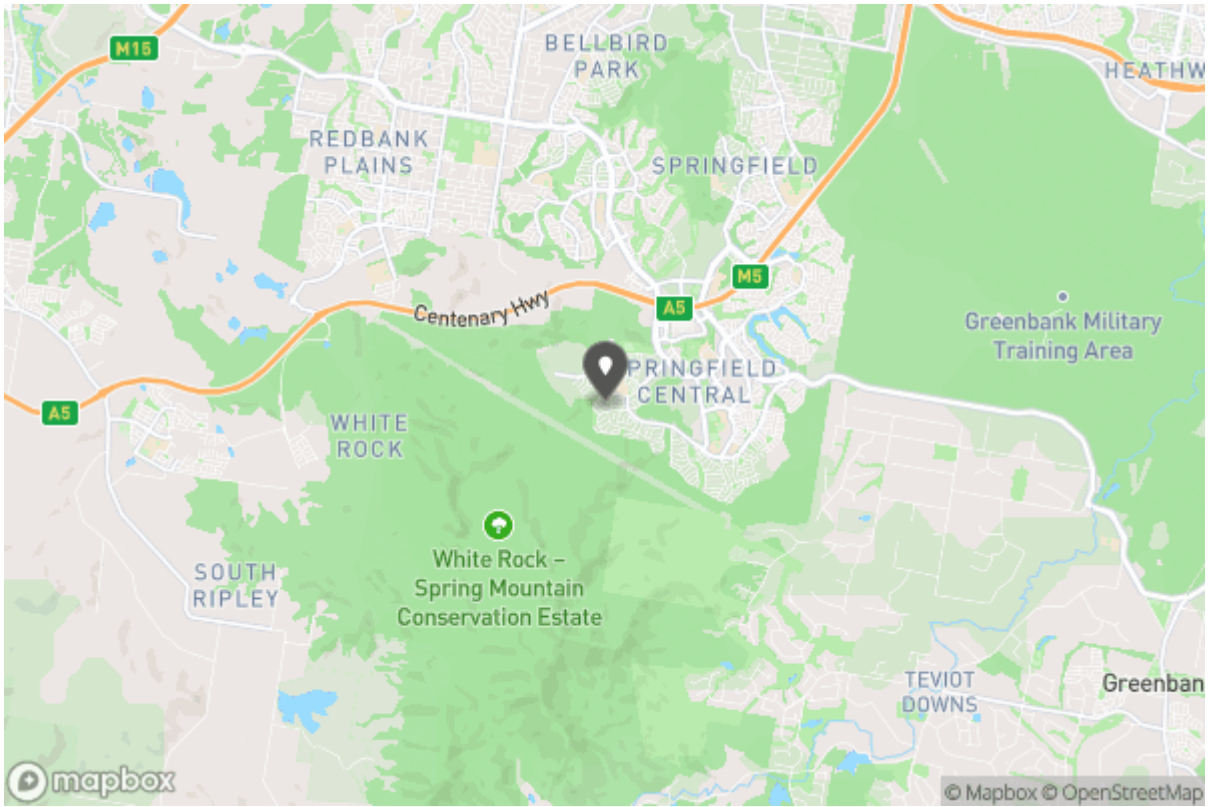 M15
BELLBIRD
PARK
HEATHW
REDBANK
PLAINS
SPRINGFIELD
M5
Centenary Hwy
A5
Greenbank Military
Training Area
PRINGFIELD
CENTRAL
A5
WHITE
ROCK
White Rock –
Spring Mountain
Conservation Estate
SOUTH
RIPLEY
TEVIOT
DOWNS
Greenban
mapbox
© Mapbox © OpenStreetMap